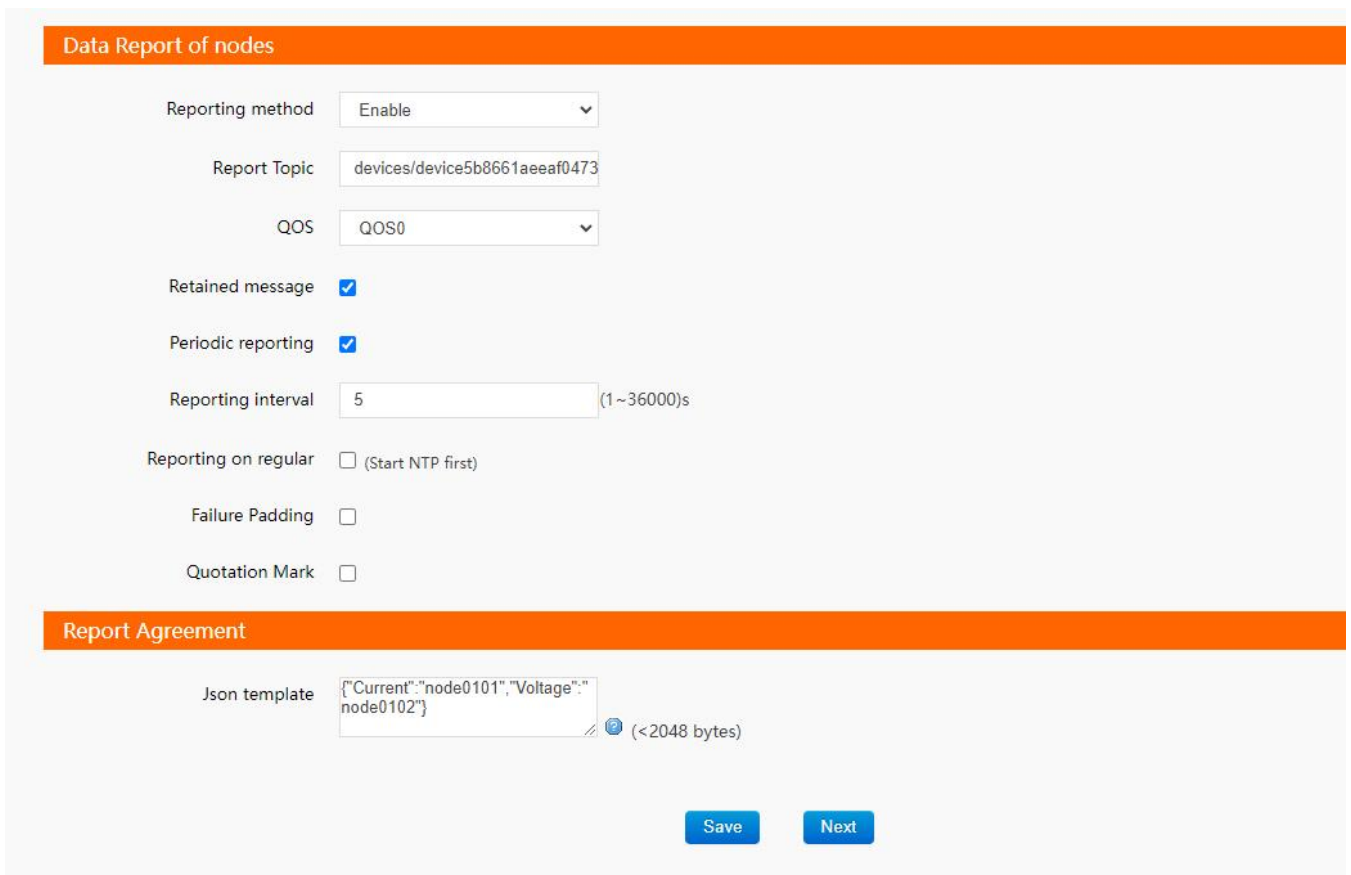 Data Report of nodes
Reporting method Enable
Report Topic devices/device5b8661aeeaf0473
QOS QOS0
Retained message
Periodic reporting
Reporting interval 5 (1~36000)s
Reporting on regular (Start NTP first)
Failure Padding
Quotation Mark
Report Agreement
Json template {"Current":"node0101","Voltage":"
node0102"}
? (<2048 bytes)
Save Next